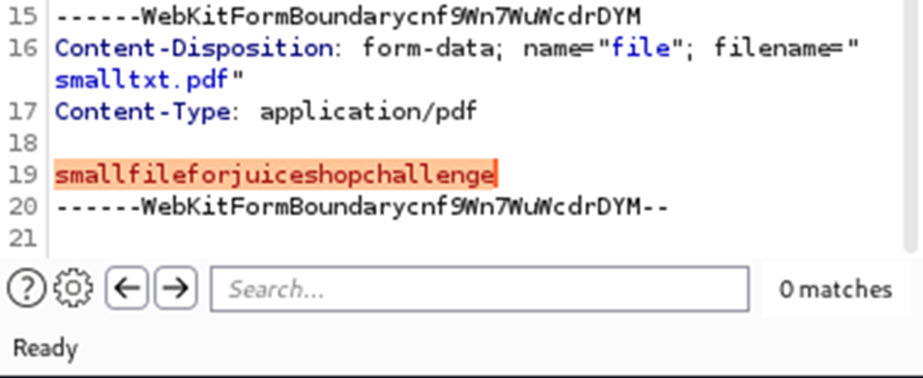 15 ------WebKitFormBoundarycnf9Wn7WuWcdrDYM
16 Content-Disposition: form-data; name="file"; filename="
smalltxt.pdf"
17 Content-Type: application/pdf
18
19 smallfileforjuiceshopchallenge
20 ------WebKitFormBoundarycnf9Wn7WuWcdrDYM--
21
? Search... 0 matches
Ready